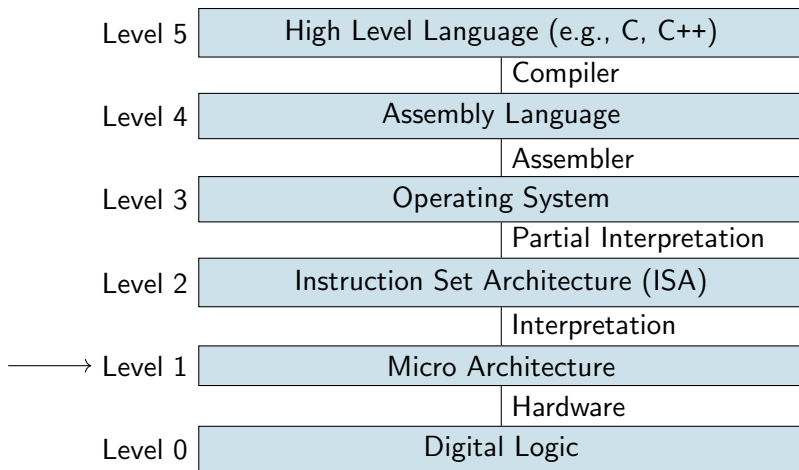 Level 5 High Level Language (e.g., C, C++)
Compiler
Level 4 Assembly Language
Assembler
Level 3 Operating System
Partial Interpretation
Level 2 Instruction Set Architecture (ISA)
Interpretation
Level 1 Micro Architecture
Hardware
Level 0 Digital Logic